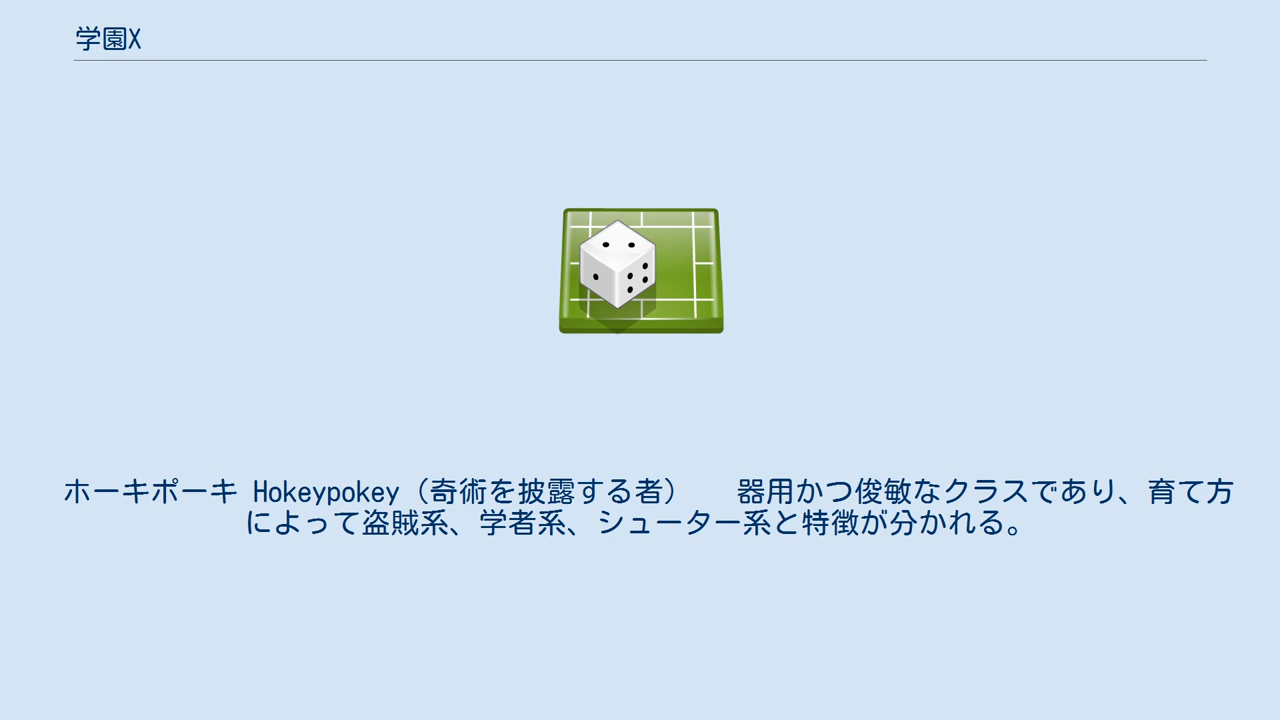 学園X
ホーキポーキ Hokeypokey（奇術を披露する者）　　器用かつ俊敏なクラスであり、育て方
によって盗賊系、学者系、シューター系と特徴が分かれる。